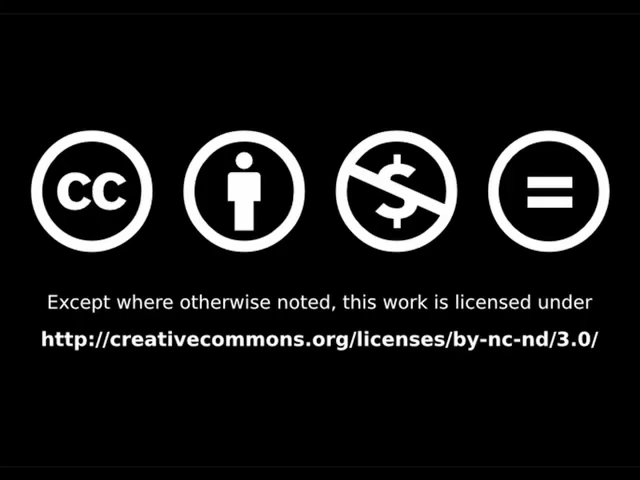 cc
$
=
Except where otherwise noted, this work is licensed under
http://creativecommons.org/licenses/by-nc-nd/3.0/